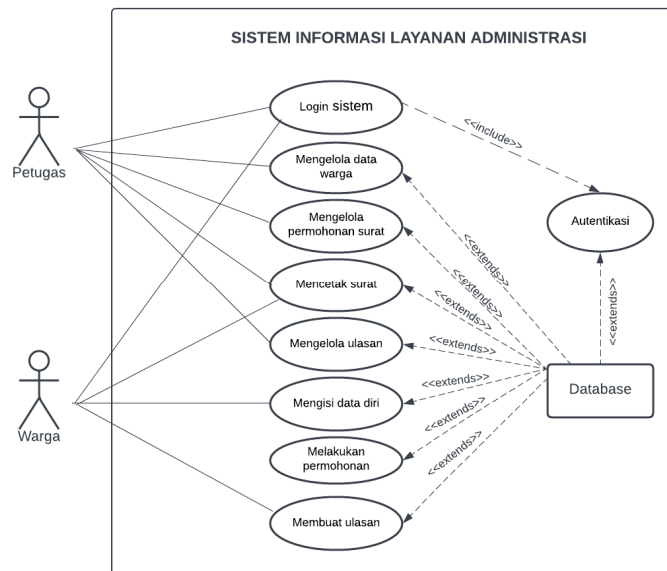 SISTEM INFORMASI LAYANAN ADMINISTRASI
Petugas
Warga
Login sistem
Mengelola data
warga
Mengelola
permohonan surat
Mencetak surat
Mengelola ulasan
Mengisi data diri
Melakukan
permohonan
Membuat ulasan
<<include>>
Autentikasi
<<extends>>
<<extends>>
<<extends>>
<<extends>>
<<extends>>
<<extends>>
<<extends>>
<<extends>>
Database